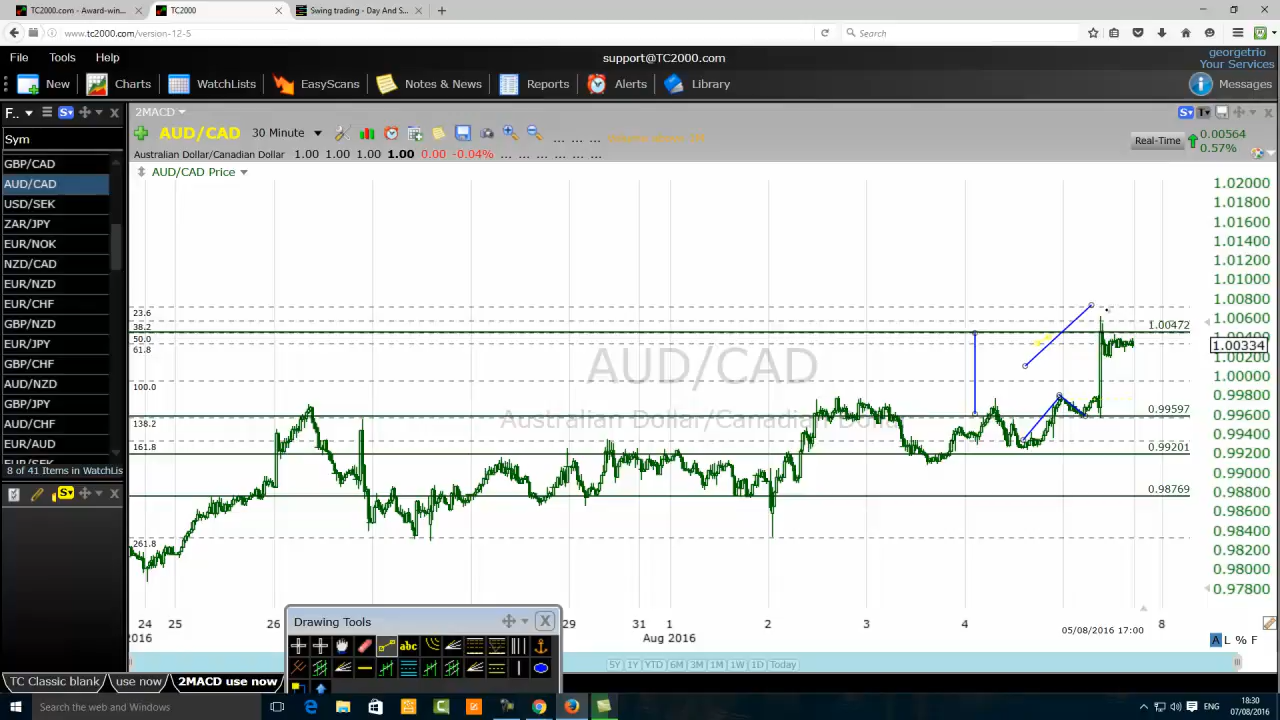 TC2000.com - Award-win...
TC2000
Swing trading - Day And S...
www.tc2000.com/version-12-5
Search
File Tools Help
support@TC2000.com
georgetrio
Your Services
New Charts WatchLists EasyScans Notes & News Reports Alerts Library
Messages
F..
2MACD
Sym
AUD/CAD 30 Minute
Real-Time
0.00564
0.57%
Australian Dollar/Canadian Dollar 1.00 1.00 1.00 1.00 0.00 -0.04%
AUD/CAD Price
GBP/CAD
AUD/CAD
USD/SEK
ZAR/JPY
EUR/NOK
NZD/CAD
EUR/NZD
EUR/CHF
GBP/NZD
EUR/JPY
GBP/CHF
AUD/NZD
GBP/JPY
AUD/CHF
EUR/AUD
8 of 41 Items in WatchLis
23.6
38.2
50.0
61.8
100.0
138.2
161.8
261.8
AUD/CAD
Australian Dollar/Canadian Dollar
1.00472
0.99597
0.99201
0.98769
1.02000
1.01800
1.01600
1.01400
1.01200
1.01000
1.00800
1.00600
1.00334
1.00200
1.00000
0.99800
0.99600
0.99400
0.99200
0.99000
0.98800
0.98600
0.98400
0.98200
0.98000
0.97800
24 25 26 27 28 29 31 1 2 3 4 5 8
2016
Aug 2016
05/08/2016 17:00
Drawing Tools
abc
A L % F
5Y 1Y YTD 6M 3M 1M 1W 1D Today
TC Classic blank use now 2MACD use now
Search the web and Windows
ENG
18:30
07/08/2016